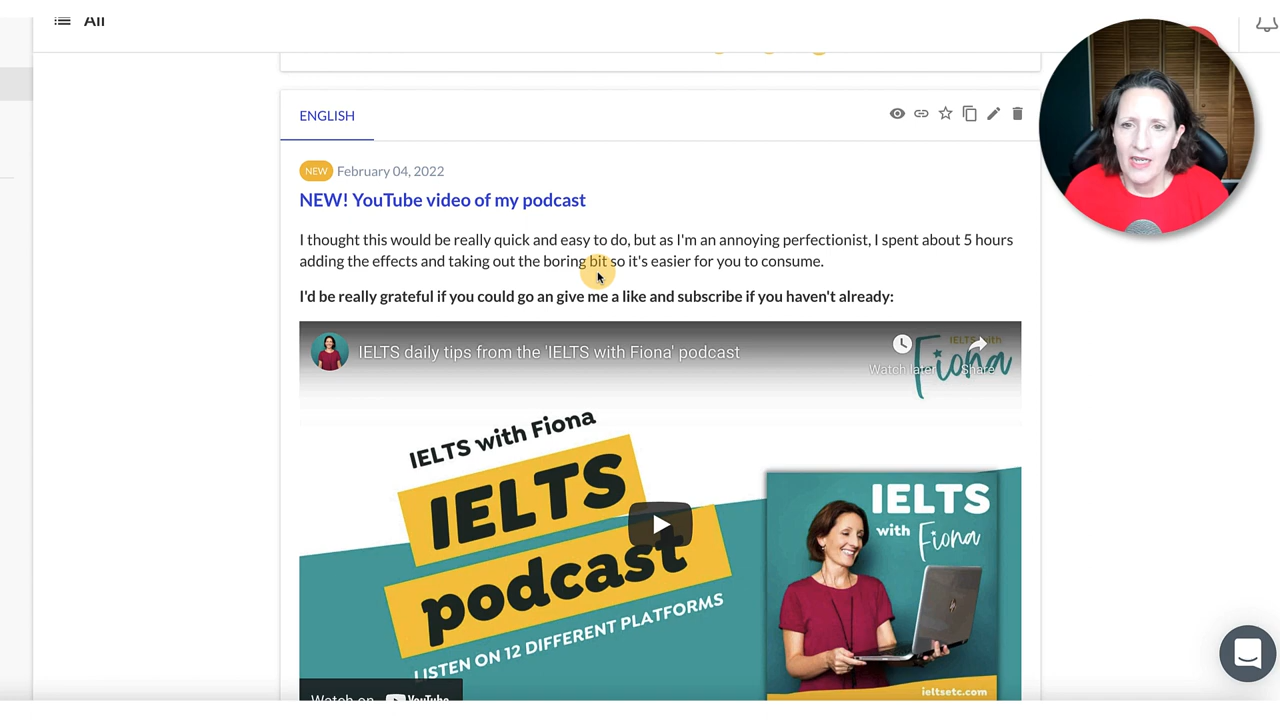 All
ENGLISH
NEW February 04, 2022
NEW! YouTube video of my podcast
I thought this would be really quick and easy to do, but as I'm an annoying perfectionist, I spent about 5 hours
adding the effects and taking out the boring bit so it's easier for you to consume.
I'd be really grateful if you could go an give me a like and subscribe if you haven't already:
IELTS daily tips from the 'IELTS with Fiona' podcast
Watch later
Share
IELTS with
Fiona
IELTS with Fiona
IELTS
podcast
LISTEN ON 12 DIFFERENT PLATFORMS
IELTS
with Fiona
ieltsetc.com
Watch on YouTube